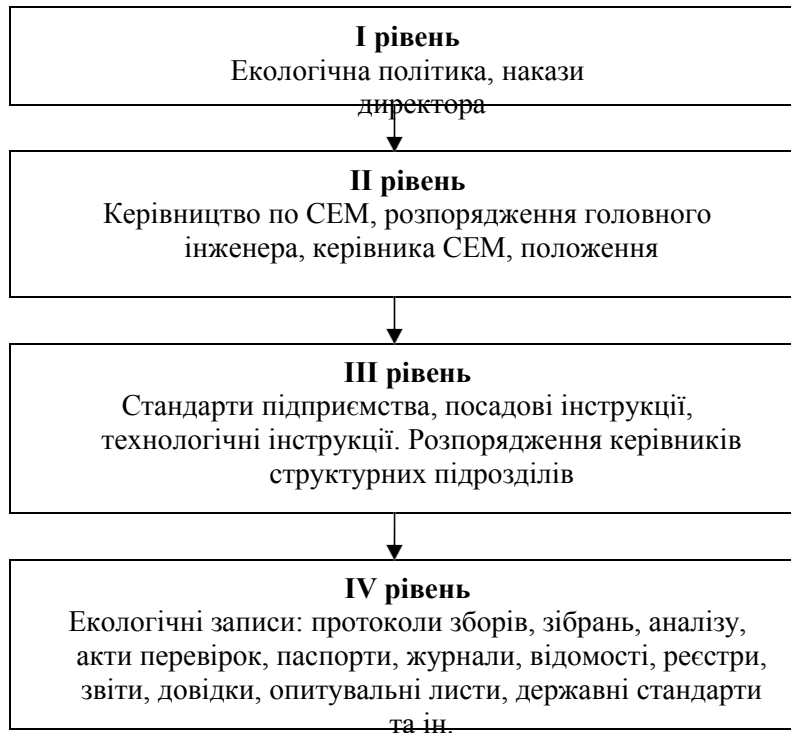 I рівень
Екологічна політика, накази
директора
II рівень
Керівництво по СЕМ, розпорядження головного
інженера, керівника СЕМ, положення
III рівень
Стандарти підприємства, посадові інструкції,
технологічні інструкції. Розпорядження керівників
структурних підрозділів
IV рівень
Екологічні записи: протоколи зборів, зібрань, аналізу,
акти перевірок, паспорти, журнали, відомості, реєстри,
звіти, довідки, опитувальні листи, державні стандарти
та ін.